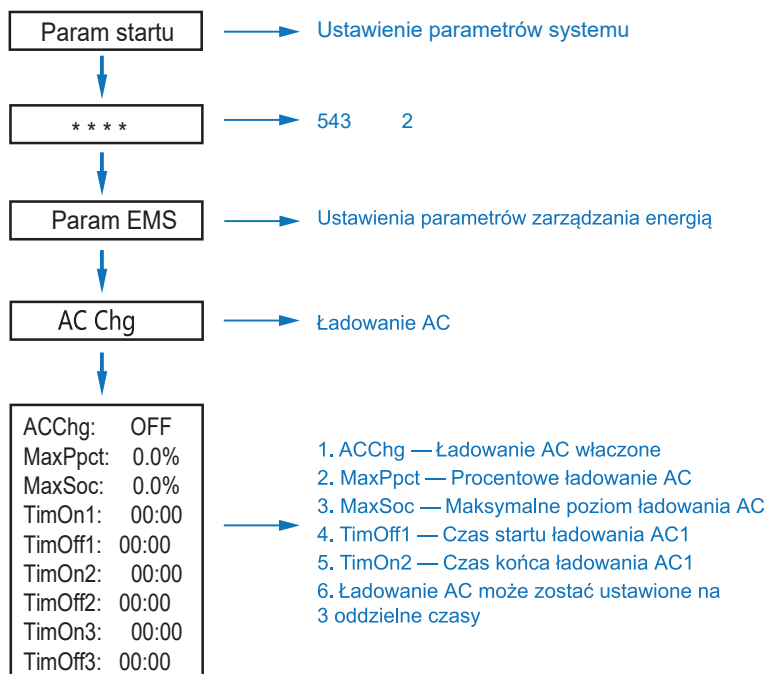 Param startu
Ustawienie parametrów systemu
* * * *
543 2
Param EMS
Ustawienia parametrów zarządzania energią
AC Chg
Ładowanie AC
ACChg: OFF
MaxPpct: 0.0%
MaxSoc: 0.0%
TimOn1: 00:00
TimOff1: 00:00
TimOn2: 00:00
TimOff2: 00:00
TimOn3: 00:00
TimOff3: 00:00
1. ACChg — Ładowanie AC właczone
2. MaxPpct — Procentowe ładowanie AC
3. MaxSoc — Maksymalne poziom ładowania AC
4. TimOff1 — Czas startu ładowania AC1
5. TimOn2 — Czas końca ładowania AC1
6. Ładowanie AC może zostać ustawione na
3 oddzielne czasy